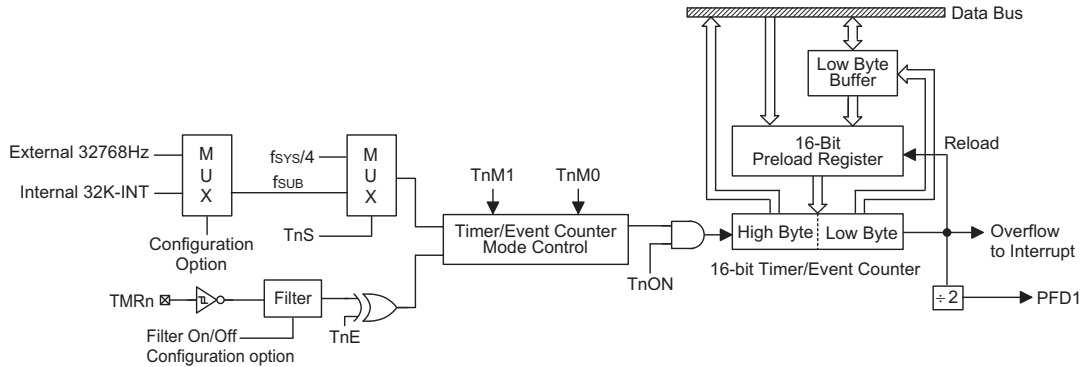 Data Bus
Low Byte
Buffer
16-Bit
Preload Register
Reload
External 32768Hz
Internal 32K-INT
M
U
X
Configuration
Option
fSYS/4
fSUB
M
U
X
TnS
TnM1
TnM0
Timer/Event Counter
Mode Control
TnON
High Byte
Low Byte
16-bit Timer/Event Counter
Overflow
to Interrupt
÷2
PFD1
TMRn
Filter
Filter On/Off
Configuration option
TnE